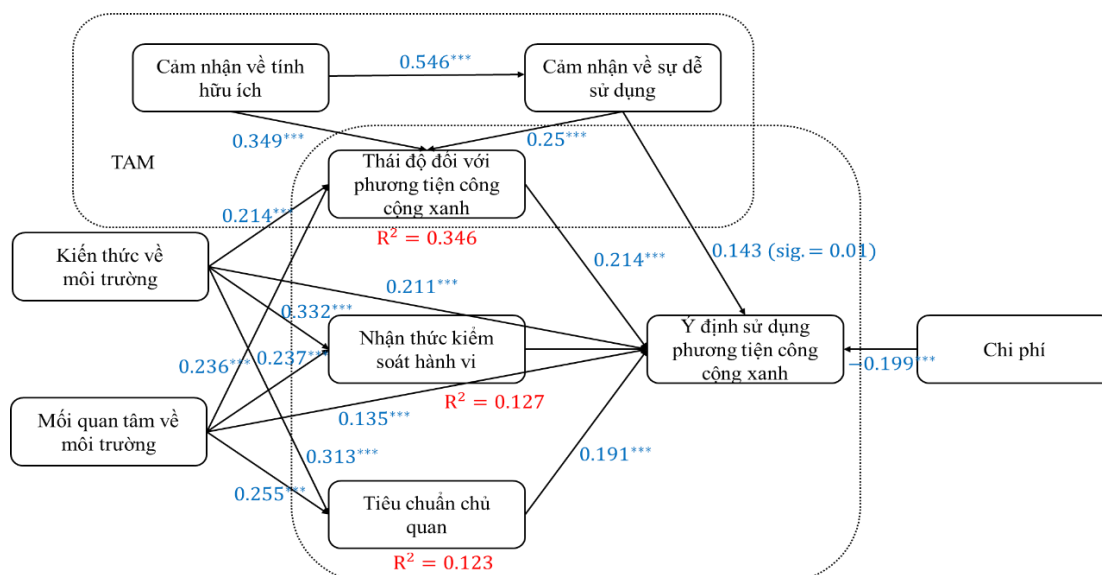 Cảm nhận về tính
hữu ích
0.546***
Cảm nhận về sự dễ
sử dụng
0.349***
0.25***
TAM
Thái độ đối với
phương tiện công
cộng xanh
R² = 0.346
0.214***
Kiến thức về
môi trường
0.214***
0.143 (sig. = 0.01)
0.211***
0.332***
Nhận thức kiểm
soát hành vi
R² = 0.127
Ý định sử dụng
phương tiện công
cộng xanh
−0.199***
Chi phí
0.236***
0.237***
0.135***
Mối quan tâm về
môi trường
0.313***
0.255***
0.191***
Tiêu chuẩn chủ
quan
R² = 0.123